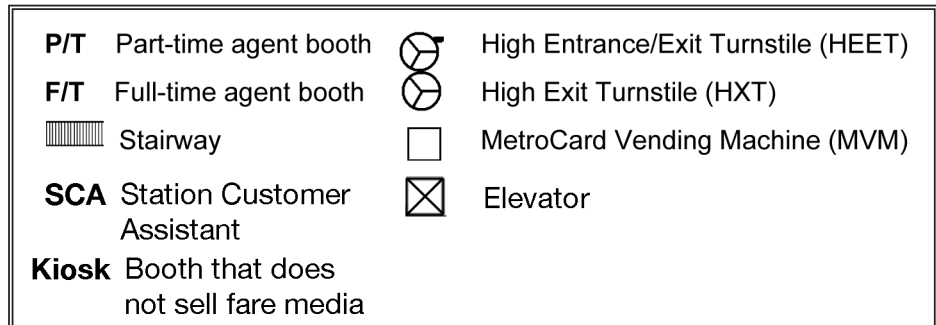 P/T Part-time agent booth
F/T Full-time agent booth
Stairway
SCA Station Customer
Assistant
Kiosk Booth that does
not sell fare media
High Entrance/Exit Turnstile (HEET)
High Exit Turnstile (HXT)
MetroCard Vending Machine (MVM)
Elevator